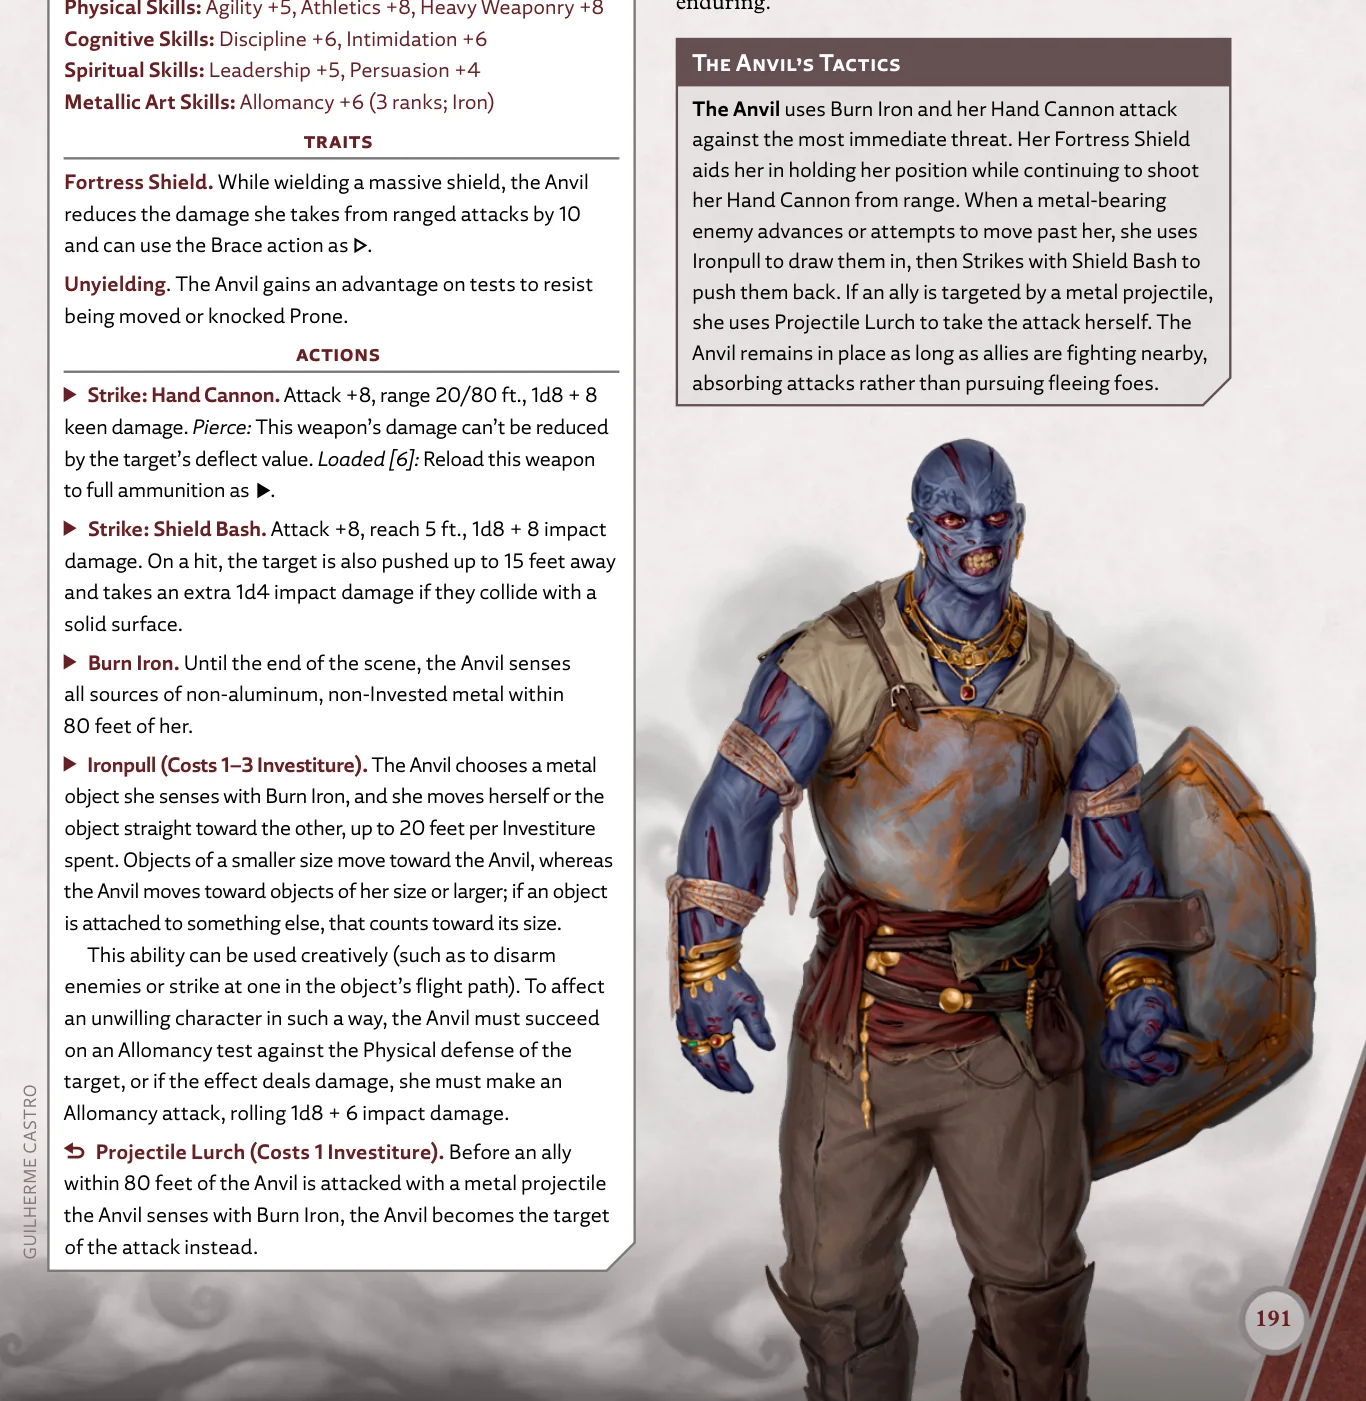 Physical Skills: Agility +5, Athletics +8, Heavy Weaponry +8
Cognitive Skills: Discipline +6, Intimidation +6
Spiritual Skills: Leadership +5, Persuasion +4
Metallic Art Skills: Allomancy +6 (3 ranks; Iron)
TRAITS
Fortress Shield. While wielding a massive shield, the Anvil
reduces the damage she takes from ranged attacks by 10
and can use the Brace action as ▷.
Unyielding. The Anvil gains an advantage on tests to resist
being moved or knocked Prone.
ACTIONS
▶ Strike: Hand Cannon. Attack +8, range 20/80 ft., 1d8 + 8
keen damage. Pierce: This weapon's damage can't be reduced
by the target's deflect value. Loaded [6]: Reload this weapon
to full ammunition as ▶.
▶ Strike: Shield Bash. Attack +8, reach 5 ft., 1d8 + 8 impact
damage. On a hit, the target is also pushed up to 15 feet away
and takes an extra 1d4 impact damage if they collide with a
solid surface.
▶ Burn Iron. Until the end of the scene, the Anvil senses
all sources of non-aluminum, non-Invested metal within
80 feet of her.
▶ Ironpull (Costs 1–3 Investiture). The Anvil chooses a metal
object she senses with Burn Iron, and she moves herself or the
object straight toward the other, up to 20 feet per Investiture
spent. Objects of a smaller size move toward the Anvil, whereas
the Anvil moves toward objects of her size or larger; if an object
is attached to something else, that counts toward its size.
This ability can be used creatively (such as to disarm
enemies or strike at one in the object's flight path). To affect
an unwilling character in such a way, the Anvil must succeed
on an Allomancy test against the Physical defense of the
target, or if the effect deals damage, she must make an
Allomancy attack, rolling 1d8 + 6 impact damage.
⮌ Projectile Lurch (Costs 1 Investiture). Before an ally
within 80 feet of the Anvil is attacked with a metal projectile
the Anvil senses with Burn Iron, the Anvil becomes the target
of the attack instead.
GUILHERME CASTRO
enduring.
The Anvil's Tactics
The Anvil uses Burn Iron and her Hand Cannon attack
against the most immediate threat. Her Fortress Shield
aids her in holding her position while continuing to shoot
her Hand Cannon from range. When a metal-bearing
enemy advances or attempts to move past her, she uses
Ironpull to draw them in, then Strikes with Shield Bash to
push them back. If an ally is targeted by a metal projectile,
she uses Projectile Lurch to take the attack herself. The
Anvil remains in place as long as allies are fighting nearby,
absorbing attacks rather than pursuing fleeing foes.
191